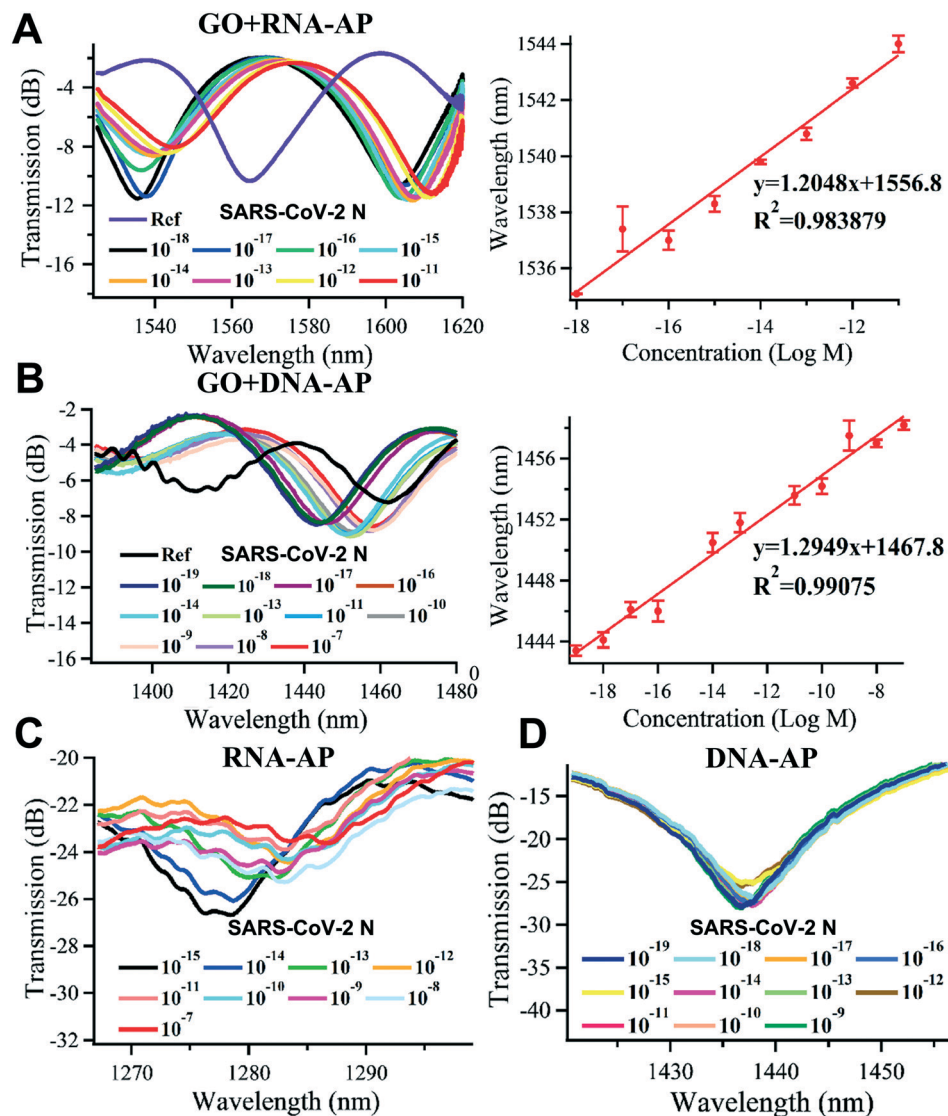 A
GO+RNA-AP
Transmission (dB)
-4
-8
-12
-16
Ref
SARS-CoV-2 N
10⁻¹⁸ 10⁻¹⁷ 10⁻¹⁶ 10⁻¹⁵
10⁻¹⁴ 10⁻¹³ 10⁻¹² 10⁻¹¹
1540 1560 1580 1600 1620
Wavelength (nm)
Wavelength (nm)
1544
1542
1540
1538
1536
y=1.2048x+1556.8
R²=0.983879
-18 -16 -14 -12
Concentration (Log M)
B
GO+DNA-AP
Transmission (dB)
-2
-4
-6
-8
-10
-12
-14
-16
Ref
SARS-CoV-2 N
10⁻¹⁹ 10⁻¹⁸ 10⁻¹⁷ 10⁻¹⁶
10⁻¹⁴ 10⁻¹³ 10⁻¹¹ 10⁻¹⁰
10⁻⁹ 10⁻⁸ 10⁻⁷
0
1400 1420 1440 1460 1480
Wavelength (nm)
Wavelength (nm)
1456
1452
1448
1444
y=1.2949x+1467.8
R²=0.99075
-18 -16 -14 -12 -10 -8
Concentration (Log M)
C
RNA-AP
Transmission (dB)
-20
-22
-24
-26
-28
-30
-32
SARS-CoV-2 N
10⁻¹⁵ 10⁻¹⁴ 10⁻¹³ 10⁻¹²
10⁻¹¹ 10⁻¹⁰ 10⁻⁹ 10⁻⁸
10⁻⁷
1270 1280 1290
Wavelength (nm)
D
DNA-AP
Transmission (dB)
-15
-20
-25
-30
-35
-40
SARS-CoV-2 N
10⁻¹⁹ 10⁻¹⁸ 10⁻¹⁷ 10⁻¹⁶
10⁻¹⁵ 10⁻¹⁴ 10⁻¹³ 10⁻¹²
10⁻¹¹ 10⁻¹⁰ 10⁻⁹
1430 1440 1450
Wavelength (nm)